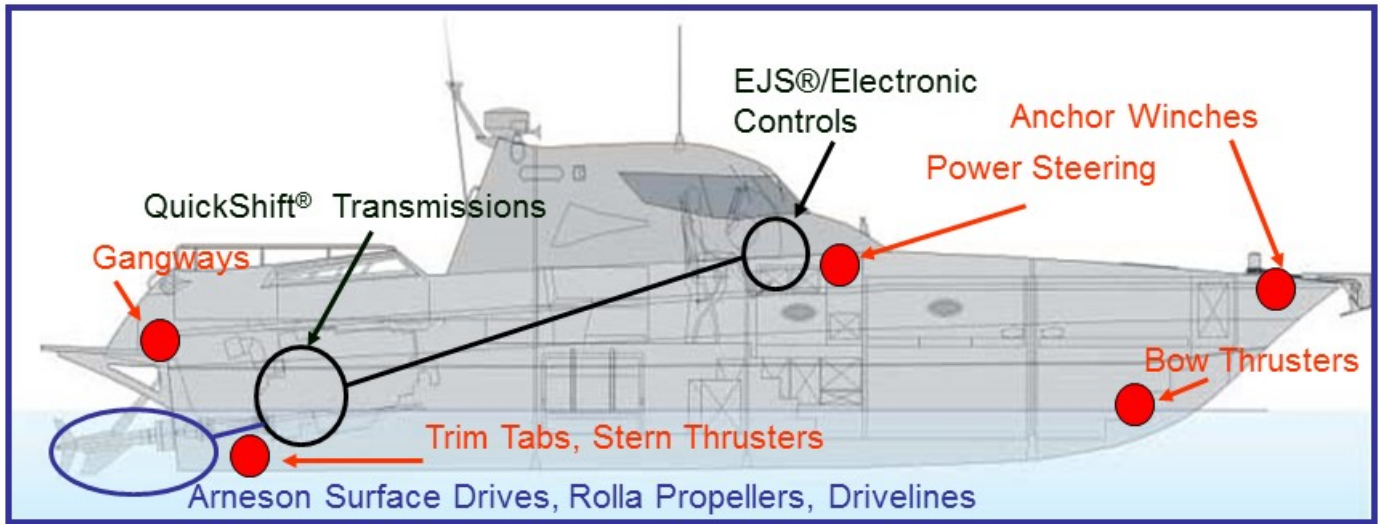 EJS®/Electronic
Controls
Anchor Winches
Power Steering
QuickShift® Transmissions
Gangways
Bow Thrusters
Trim Tabs, Stern Thrusters
Arneson Surface Drives, Rolla Propellers, Drivelines